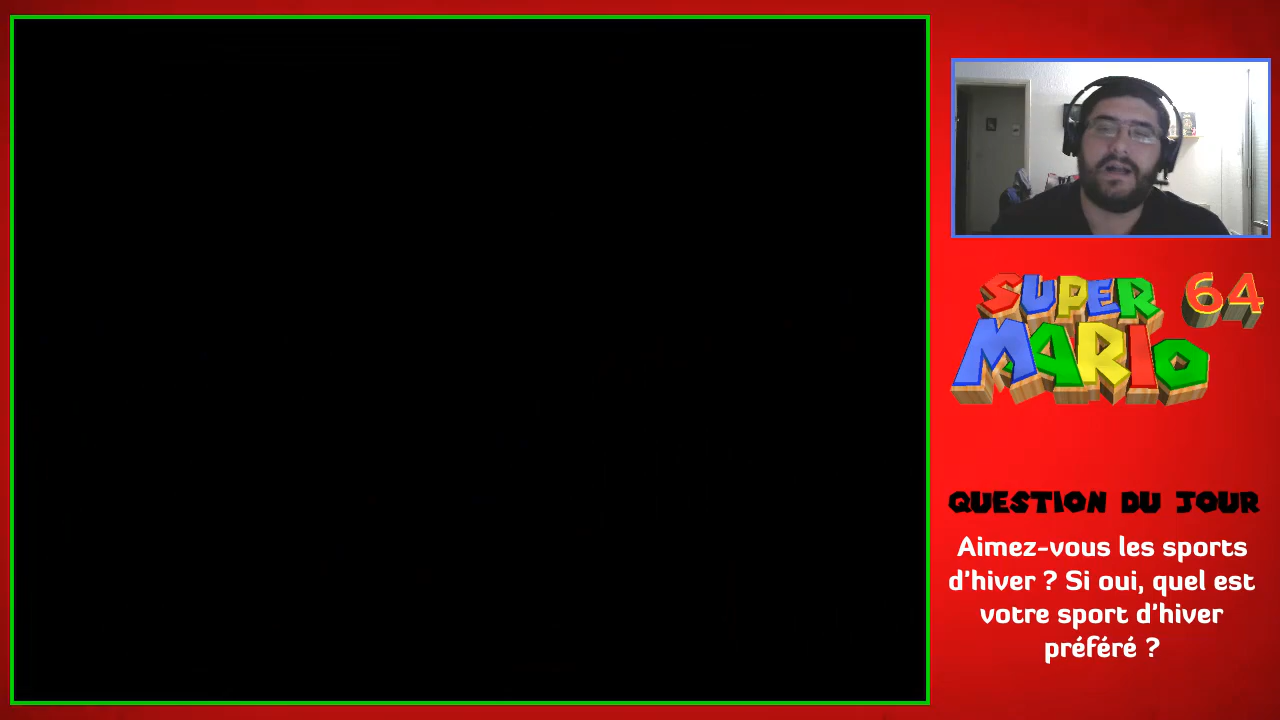 SUPER
MARIO 64
QUESTION DU JOUR
Aimez-vous les sports
d'hiver ? Si oui, quel est
votre sport d'hiver
préféré ?